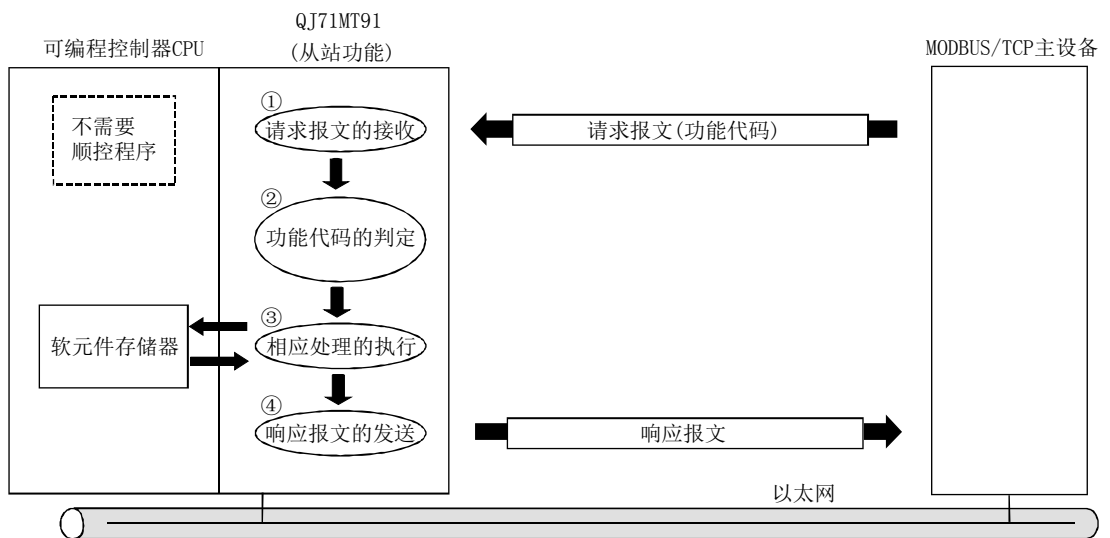 QJ71MT91
可编程控制器CPU
(从站功能)
MODBUS/TCP主设备
不需要
顺控程序
①
请求报文的接收
请求报文(功能代码)
②
功能代码的判定
软元件存储器
③
相应处理的执行
④
响应报文的发送
响应报文
以太网